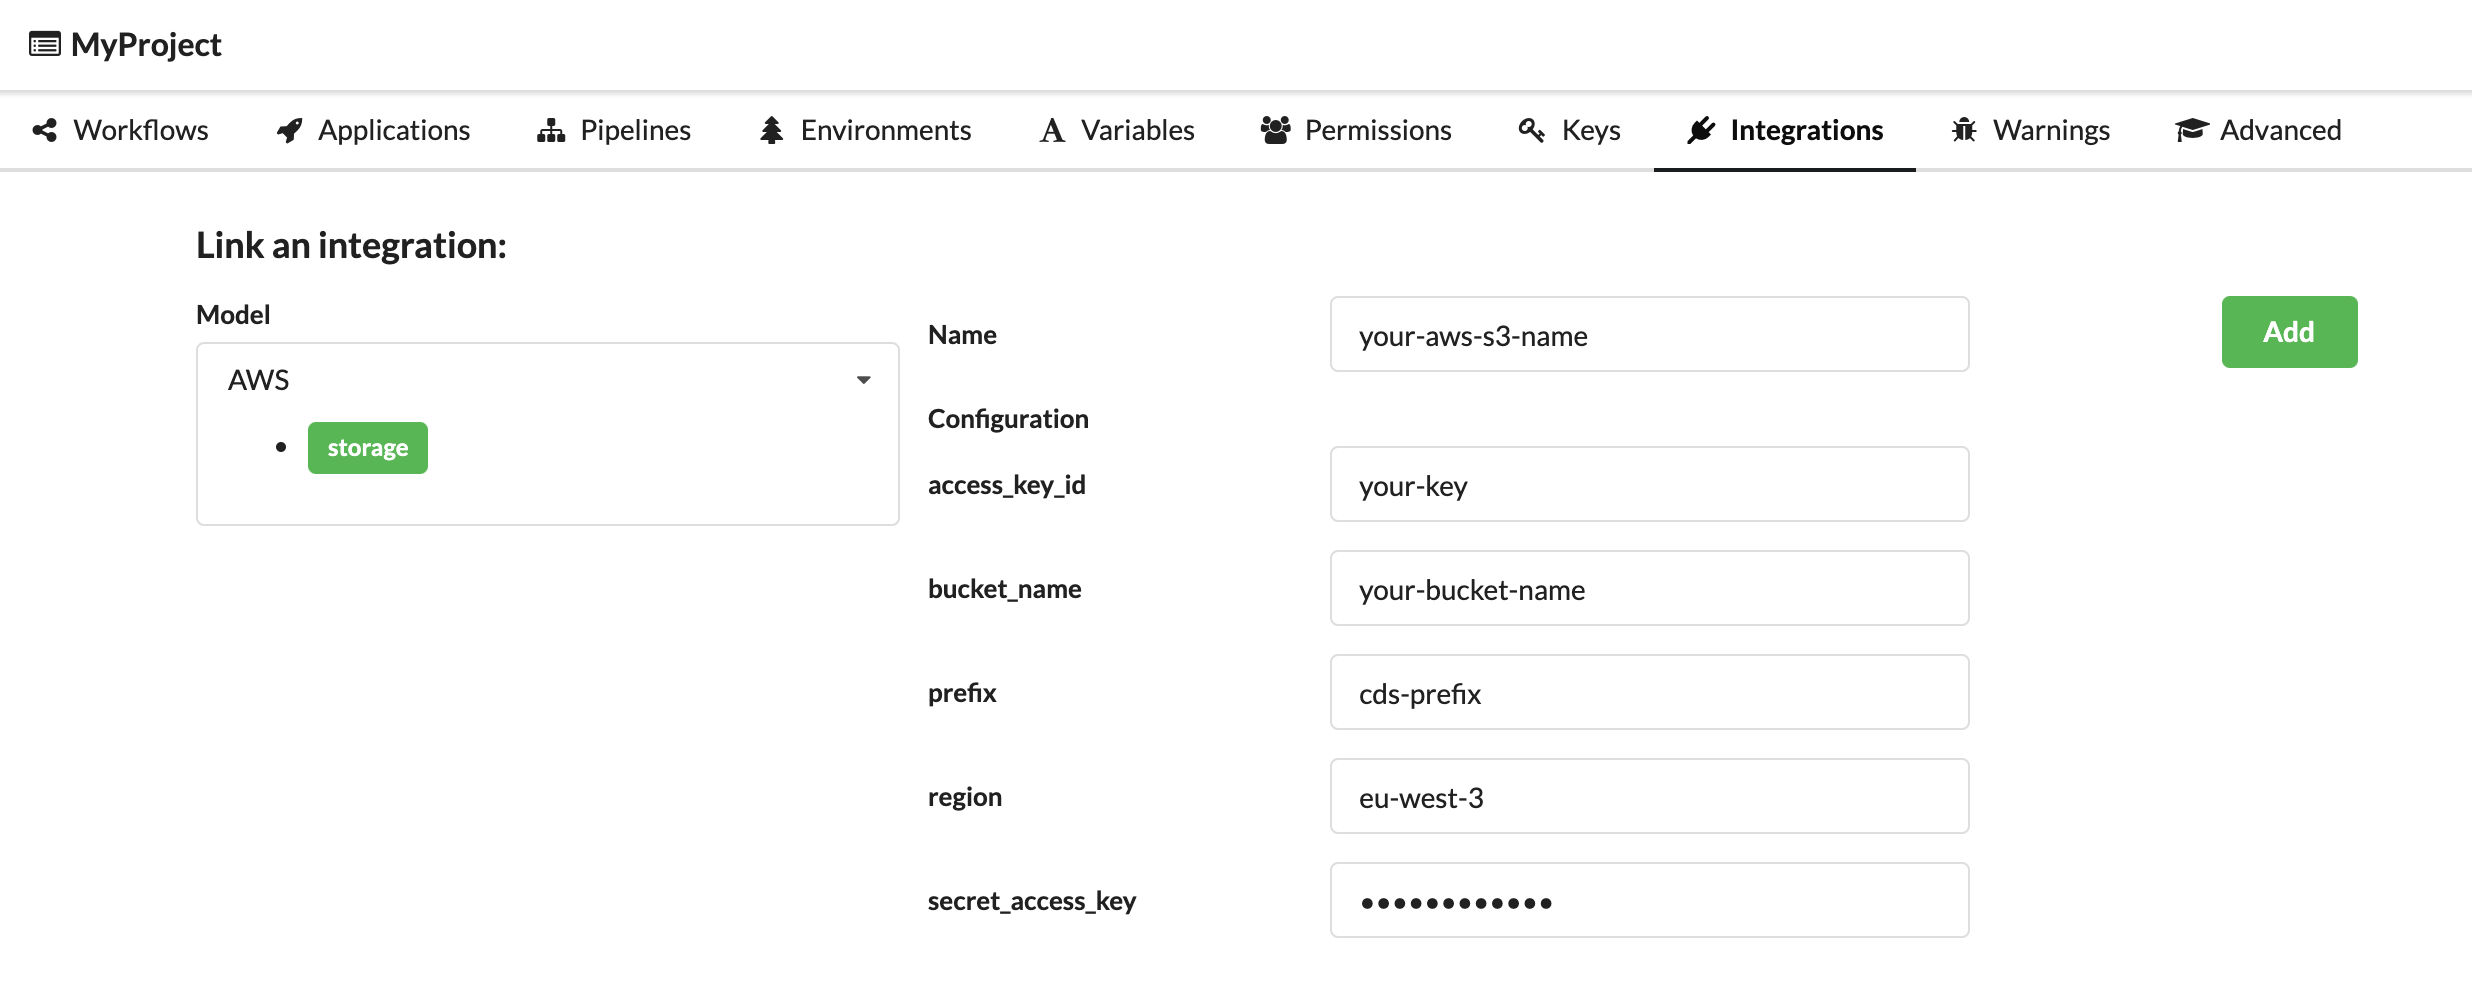 MyProject
Workflows Applications Pipelines Environments Variables Permissions Keys Integrations Warnings Advanced
Link an integration:
Model
AWS
storage
Name your-aws-s3-name Add
Configuration
access_key_id your-key
bucket_name your-bucket-name
prefix cds-prefix
region eu-west-3
secret_access_key ••••••••••••